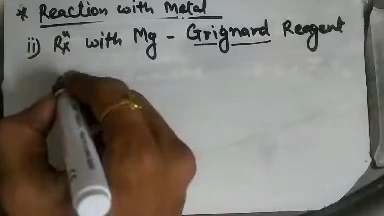 * Reaction with Metal
ii) Rxⁿ with Mg - Grignard Reagent